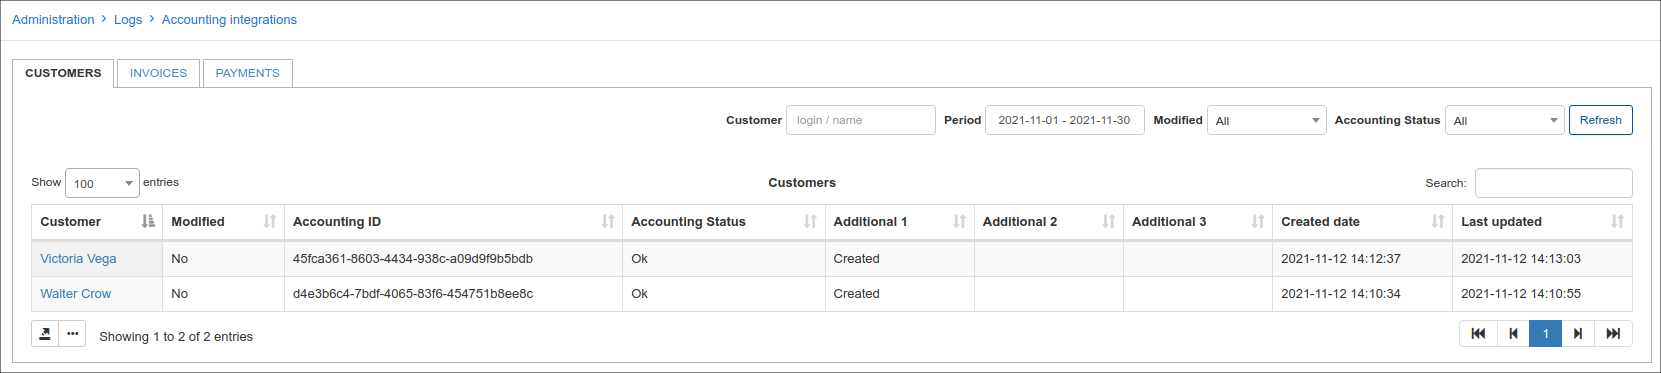 Administration > Logs > Accounting integrations
CUSTOMERS INVOICES PAYMENTS
Customer login / name Period 2021-11-01 - 2021-11-30 Modified All Accounting Status All Refresh
Show 100 entries Customers Search:
Customer Modified Accounting ID Accounting Status Additional 1 Additional 2 Additional 3 Created date Last updated
Victoria Vega No 45fca361-8603-4434-938c-a09d9f9b5bdb Ok Created 2021-11-12 14:12:37 2021-11-12 14:13:03
Walter Crow No d4e3b6c4-7bdf-4065-83f6-454751b8ee8c Ok Created 2021-11-12 14:10:34 2021-11-12 14:10:55
Showing 1 to 2 of 2 entries 1